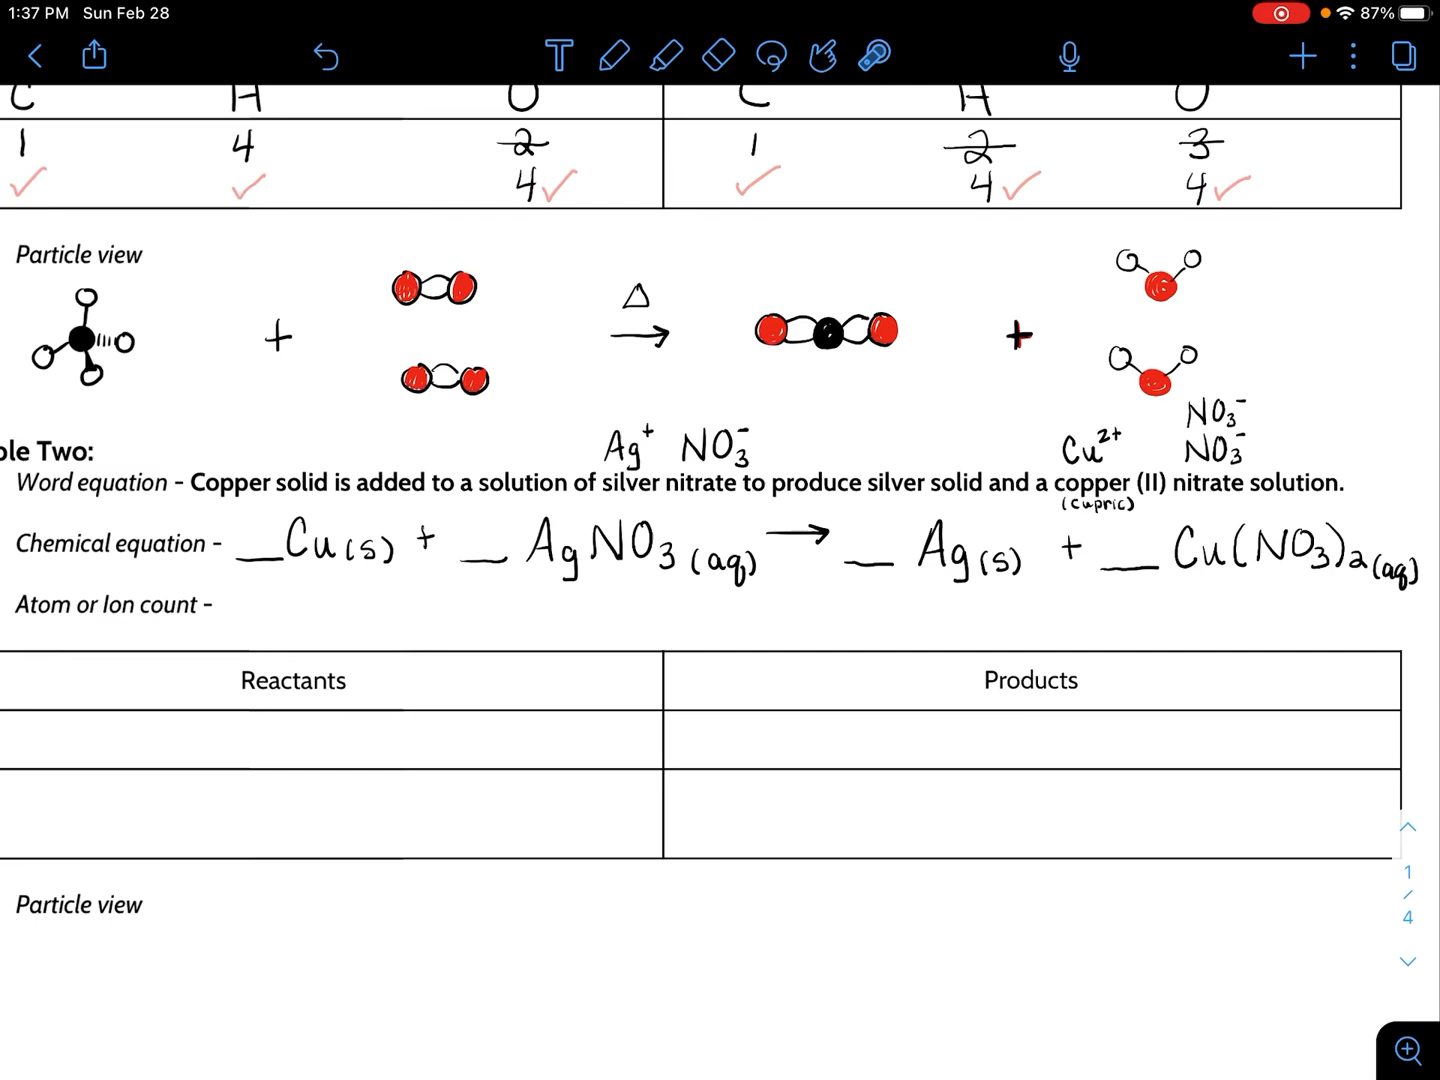 1:37 PM Sun Feb 28 87%
C H O C H O
1 4 2 1 2 3
4 4 4
Particle view
+ Δ → +
NO₃⁻
Ag⁺ NO₃⁻ Cu²⁺ NO₃⁻
ole Two:
Word equation - Copper solid is added to a solution of silver nitrate to produce silver solid and a copper (II) nitrate solution.
(cupric)
Chemical equation - __Cu(s) + __ AgNO₃(aq) → __ Ag(s) + __ Cu(NO₃)₂(aq)
Atom or Ion count -
Reactants Products
Particle view
1
/
4